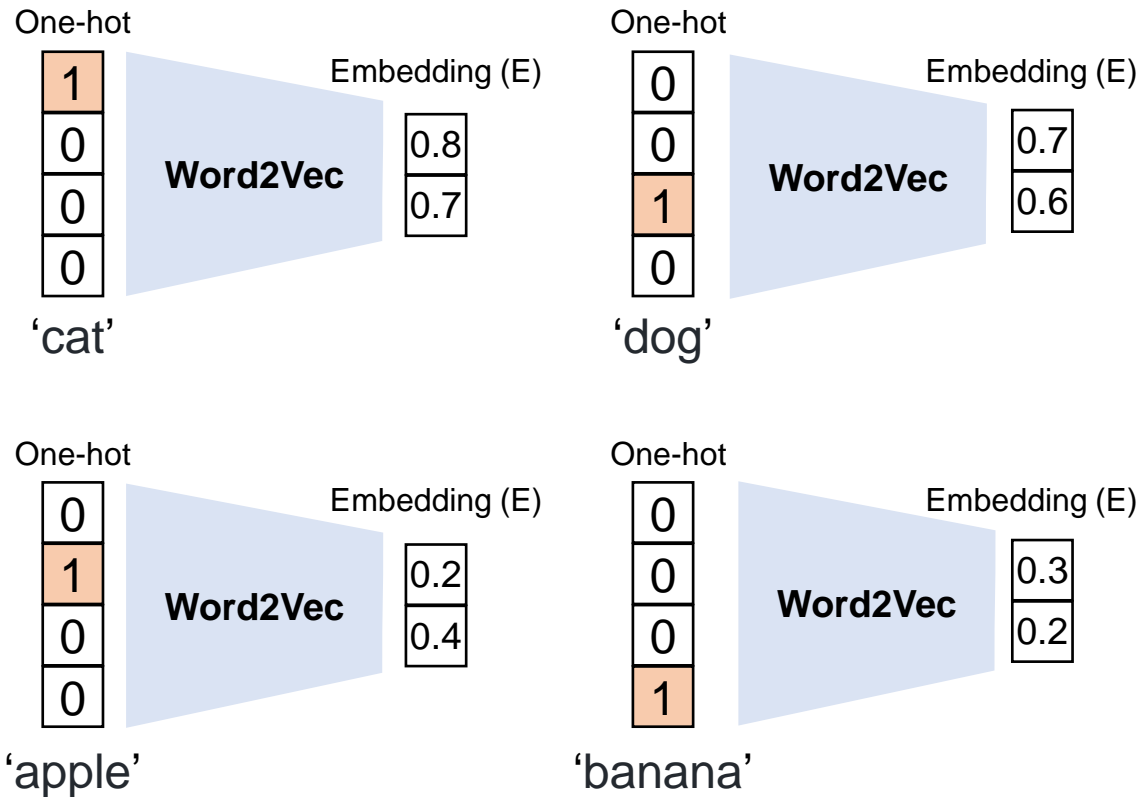 One-hot
1
0
0
0
Word2Vec
Embedding (E)
0.8
0.7
‘cat’
One-hot
0
0
1
0
Word2Vec
Embedding (E)
0.7
0.6
‘dog’
One-hot
0
1
0
0
Word2Vec
Embedding (E)
0.2
0.4
‘apple’
One-hot
0
0
0
1
Word2Vec
Embedding (E)
0.3
0.2
‘banana’